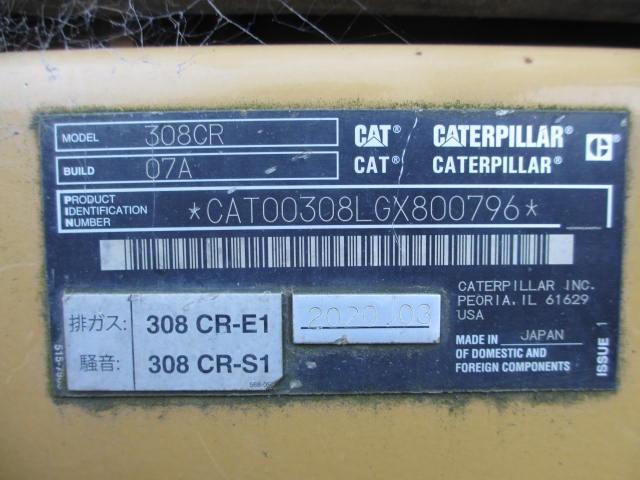 MODEL 308CR CAT® CATERPILLAR® C
BUILD 07A CAT® CATERPILLAR®
PRODUCT
IDENTIFICATION
NUMBER
*CAT00308LGX800796*
CATERPILLAR INC.
PEORIA, IL 61629
USA
排ガス: 308 CR-E1
騒音: 308 CR-S1
2020.03
MADE IN JAPAN
OF DOMESTIC AND
FOREIGN COMPONENTS
ISSUE 1